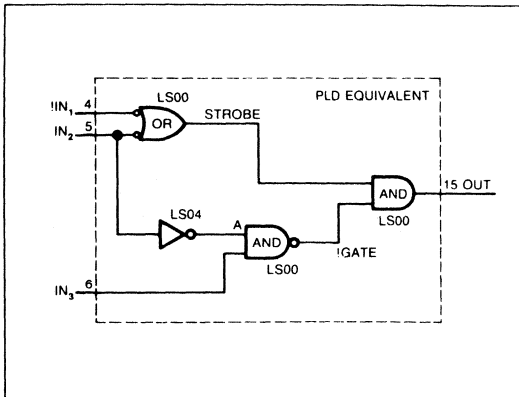 LS00
PLD EQUIVALENT
!IN₁ 4
OR
STROBE
IN₂ 5
AND
15 OUT
LS04
LS00
A
AND
!GATE
LS00
IN₃ 6